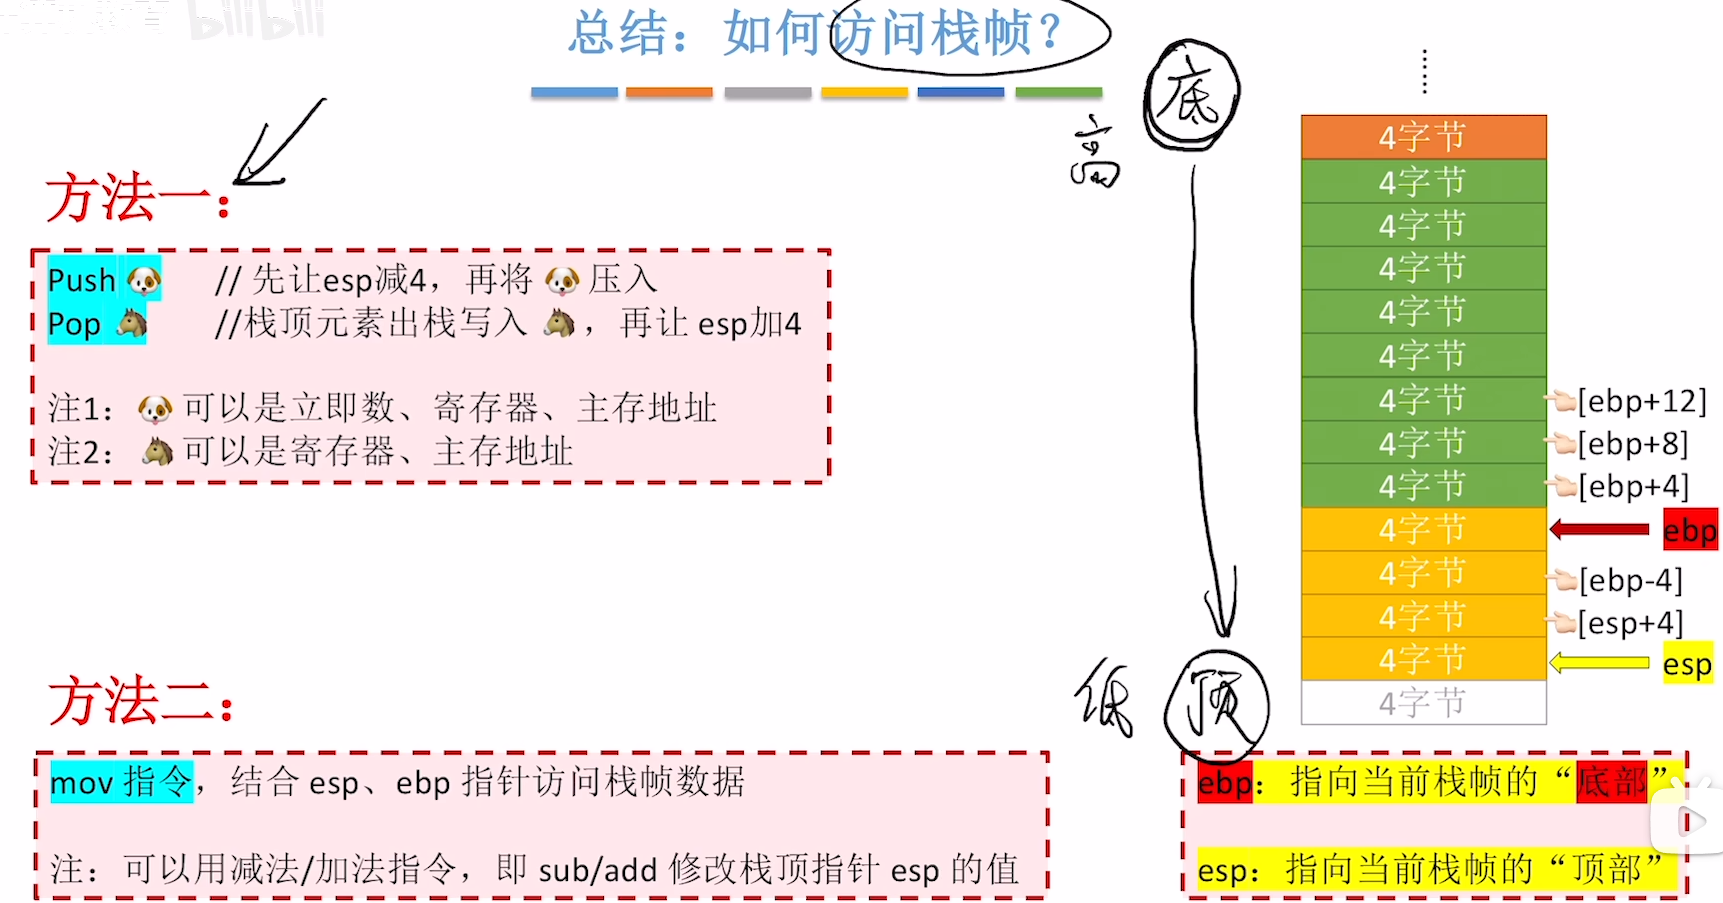 bilibili
总结：如何访问栈帧？
底
高
方法一：
Push 🐶 // 先让esp减4，再将 🐶 压入
Pop 🐴 //栈顶元素出栈写入 🐴，再让 esp加4
注1：🐶 可以是立即数、寄存器、主存地址
注2：🐴 可以是寄存器、主存地址
4字节
4字节
4字节
4字节
4字节
4字节
4字节 [ebp+12]
4字节 [ebp+8]
4字节 [ebp+4]
4字节 ebp
4字节 [ebp-4]
4字节 [esp+4]
4字节 esp
4字节
低
顶
方法二：
mov 指令，结合 esp、ebp 指针访问栈帧数据
注：可以用减法/加法指令，即 sub/add 修改栈顶指针 esp 的值
ebp：指向当前栈帧的“底部”
esp：指向当前栈帧的“顶部”